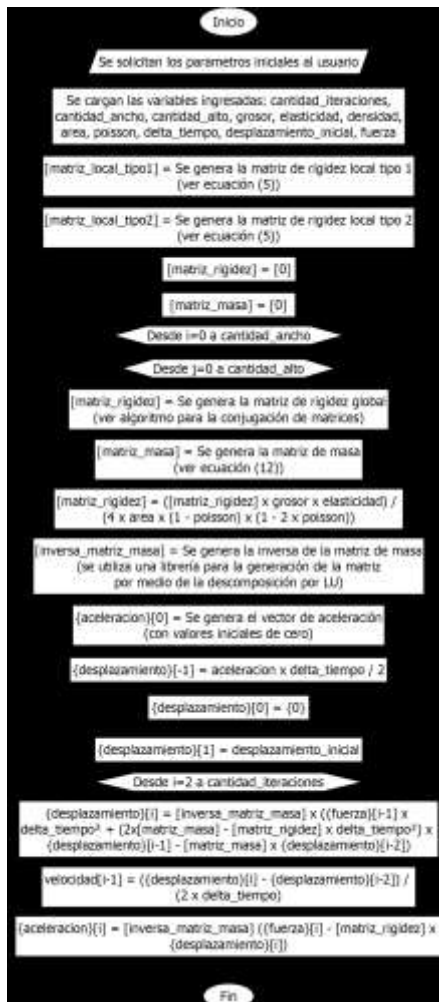 Inicio
Se solicitan los parametros iniciales al usuario
Se cargan las variables ingresadas: cantidad_iteraciones,
cantidad_ancho, cantidad_alto, grosor, elasticidad, densidad,
area, poisson, delta_tiempo, desplazamiento_inicial, fuerza
[matriz_local_tipo1] = Se genera la matriz de rigidez local tipo 1
(ver ecuación (5))
[matriz_local_tipo2] = Se genera la matriz de rigidez local tipo 2
(ver ecuación (5))
[matriz_rigidez] = [0]
[matriz_masa] = [0]
Desde i=0 a cantidad_ancho
Desde j=0 a cantidad_alto
[matriz_rigidez] = Se genera la matriz de rigidez global
(ver algoritmo para la conjugación de matrices)
[matriz_masa] = Se genera la matriz de masa
(ver ecuación (12))
[matriz_rigidez] = ([matriz_rigidez] x grosor x elasticidad) /
(4 x area x (1 - poisson) x (1 - 2 x poisson))
[inversa_matriz_masa] = Se genera la inversa de la matriz de masa
(se utiliza una librería para la generación de la matriz
por medio de la descomposición por LU)
{aceleracion}[0] = Se genera el vector de aceleración
(con valores iniciales de cero)
{desplazamiento}[-1] = aceleracion x delta_tiempo / 2
{desplazamiento}[0] = {0}
{desplazamiento}[1] = desplazamiento_inicial
Desde i=2 a cantidad_iteraciones
{desplazamiento}[i] = [inversa_matriz_masa] x ((fuerza}[i-1] x
delta_tiempo² + (2x[matriz_masa] - [matriz_rigidez] x delta_tiempo²) x
{desplazamiento}[i-1] - [matriz_masa] x {desplazamiento}[i-2])
velocidad[i-1] = ({desplazamiento}[i] - {desplazamiento}[i-2]) /
(2 x delta_tiempo)
{aceleracion}[i] = [inversa_matriz_masa] ({fuerza}[i] - [matriz_rigidez] x
{desplazamiento}[i])
Fin